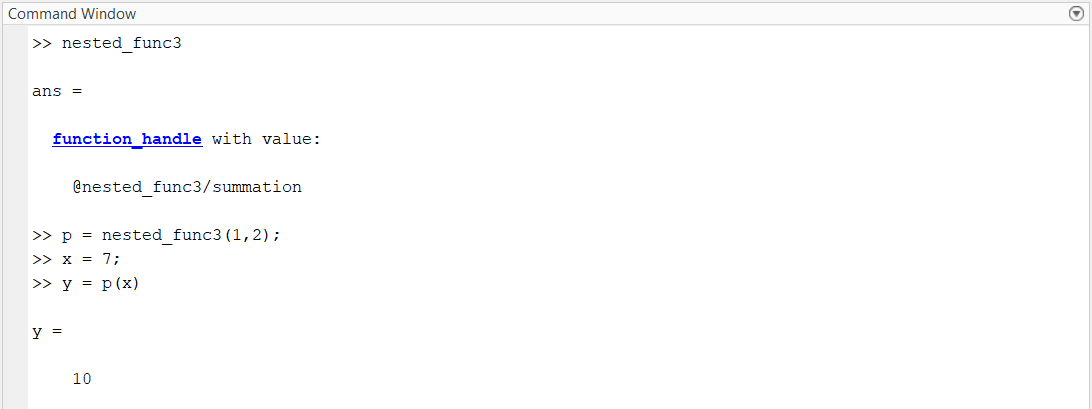 Command Window
>> nested_func3
ans =
function_handle with value:
@nested_func3/summation
>> p = nested_func3(1,2);
>> x = 7;
>> y = p(x)
y =
10